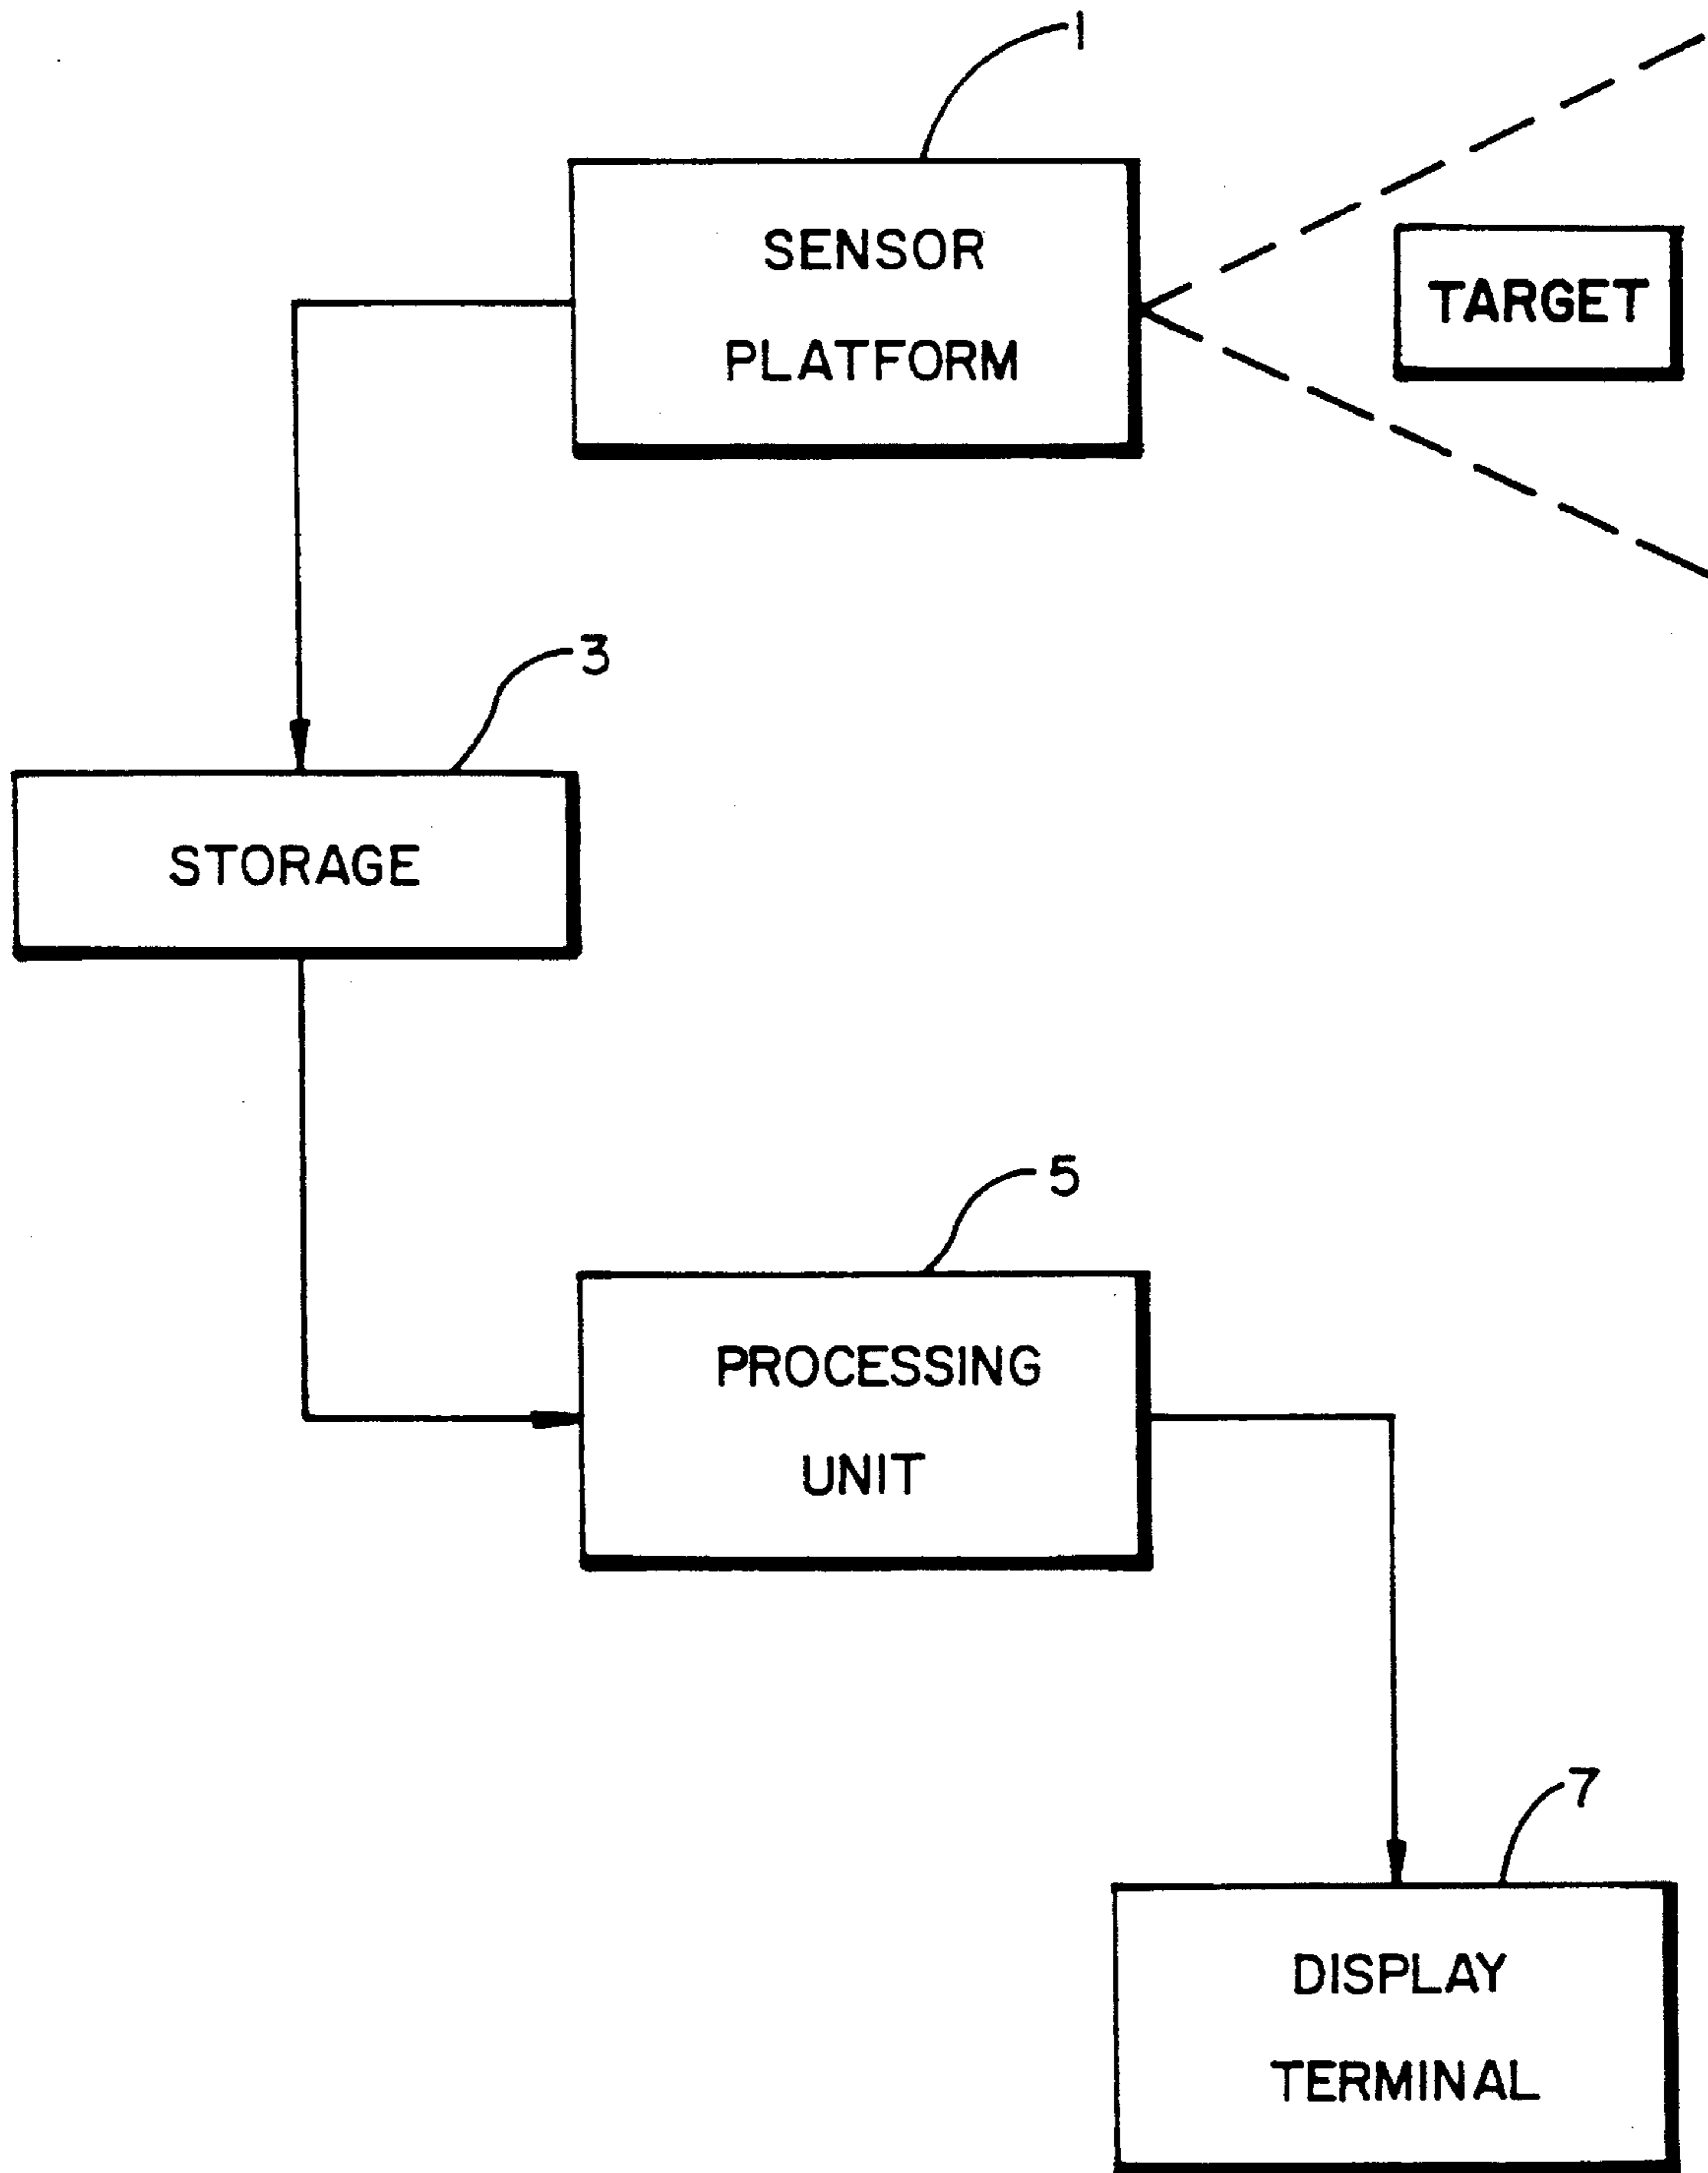 1
SENSOR
PLATFORM
TARGET
3
STORAGE
5
PROCESSING
UNIT
7
DISPLAY
TERMINAL